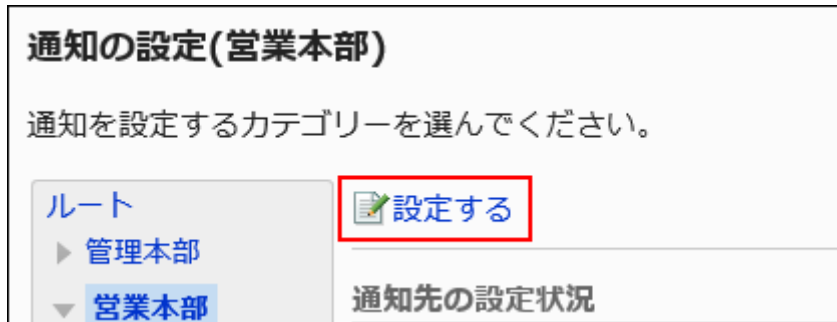 通知の設定(営業本部)
通知を設定するカテゴリーを選んでください。
ルート
設定する
管理本部
営業本部
通知先の設定状況